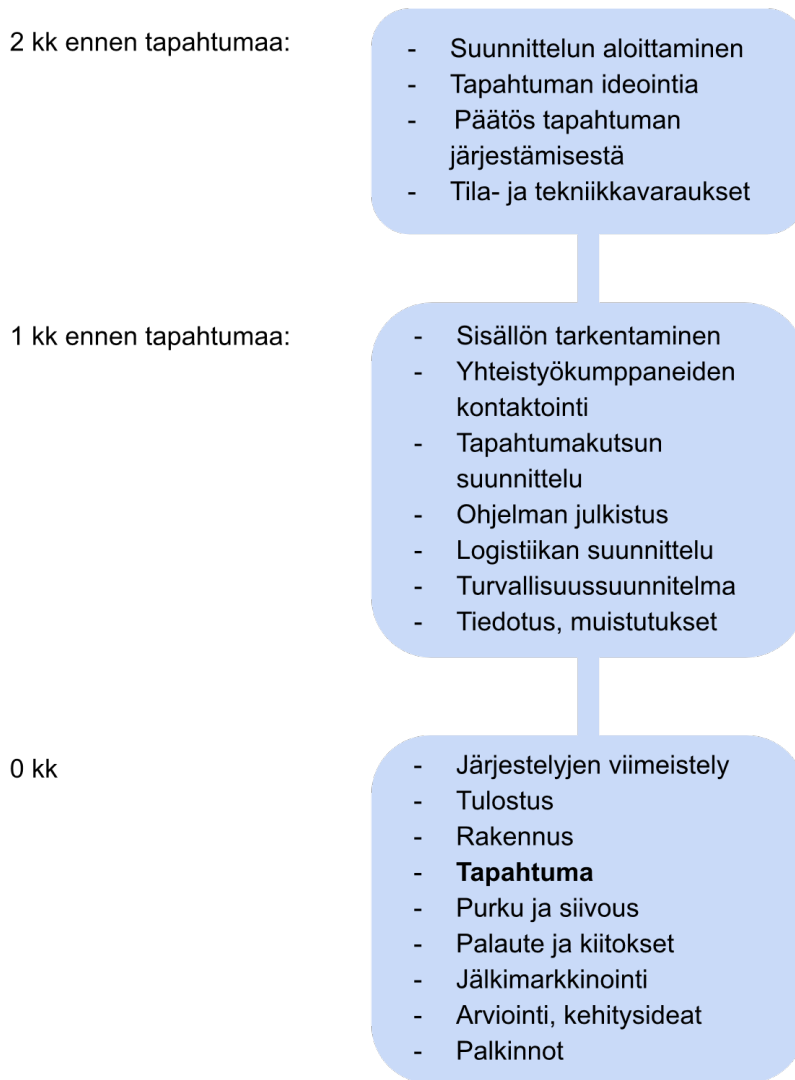 2 kk ennen tapahtumaa:
- Suunnittelun aloittaminen
- Tapahtuman ideointia
- Päätös tapahtuman
järjestämisestä
- Tila- ja tekniikkavaraukset
1 kk ennen tapahtumaa:
- Sisällön tarkentaminen
- Yhteistyökumppaneiden
kontaktointi
- Tapahtumakutsun
suunnittelu
- Ohjelman julkistus
- Logistiikan suunnittelu
- Turvallisuussuunnitelma
- Tiedotus, muistutukset
0 kk
- Järjestelyjen viimeistely
- Tulostus
- Rakennus
- Tapahtuma
- Purku ja siivous
- Palaute ja kiitokset
- Jälkimarkkinointi
- Arviointi, kehitysideat
- Palkinnot